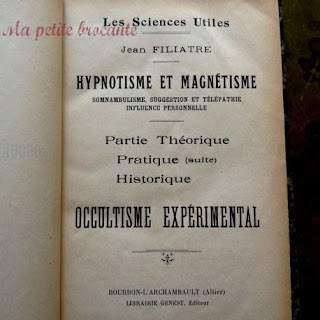 Ma petite brocante
Les Sciences Utiles
Jean FILIATRE
HYPNOTISME ET MAGNÉTISME
SOMNAMBULISME, SUGGESTION ET TÉLÉPATHIE
INFLUENCE PERSONNELLE
Partie Théorique
Pratique (suite)
Historique
OCCULTISME EXPÉRIMENTAL
BOURBON-L'ARCHAMBAULT (Allier)
LIBRAIRIE GENEST, Editeur